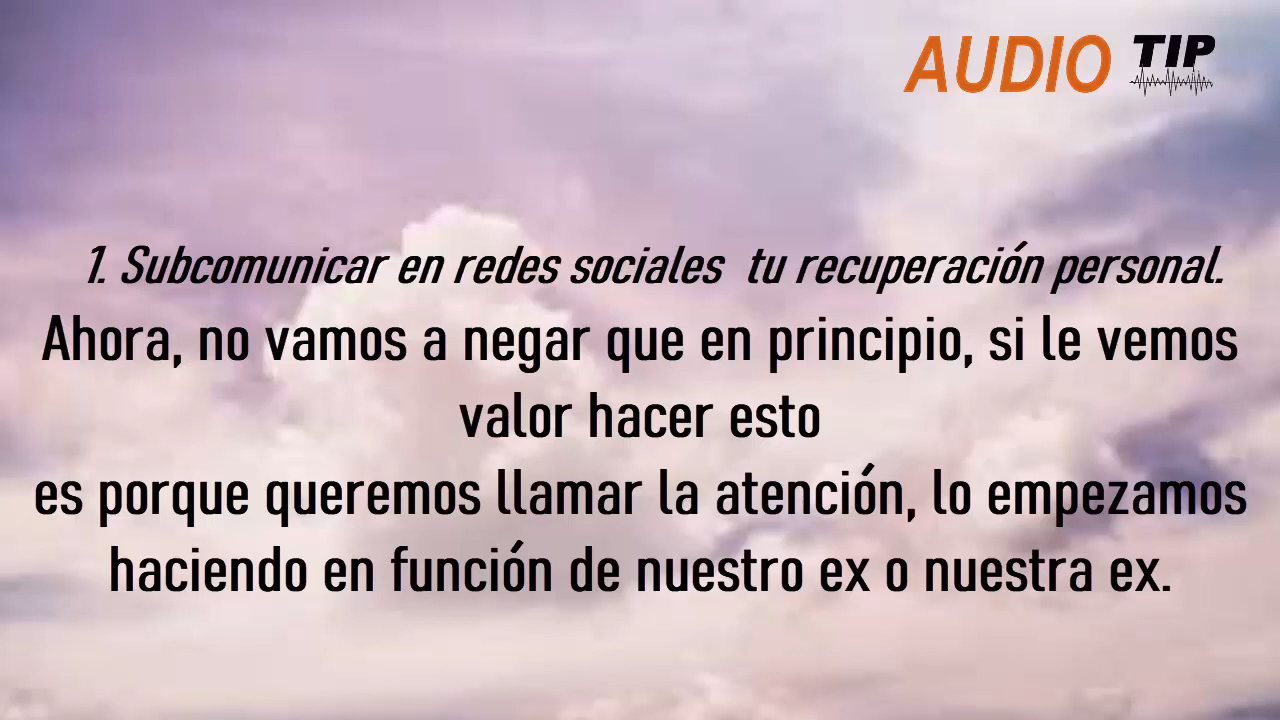 AUDIO TIP
1. Subcomunicar en redes sociales tu recuperación personal.
Ahora, no vamos a negar que en principio, si le vemos
valor hacer esto
es porque queremos llamar la atención, lo empezamos
haciendo en función de nuestro ex o nuestra ex.